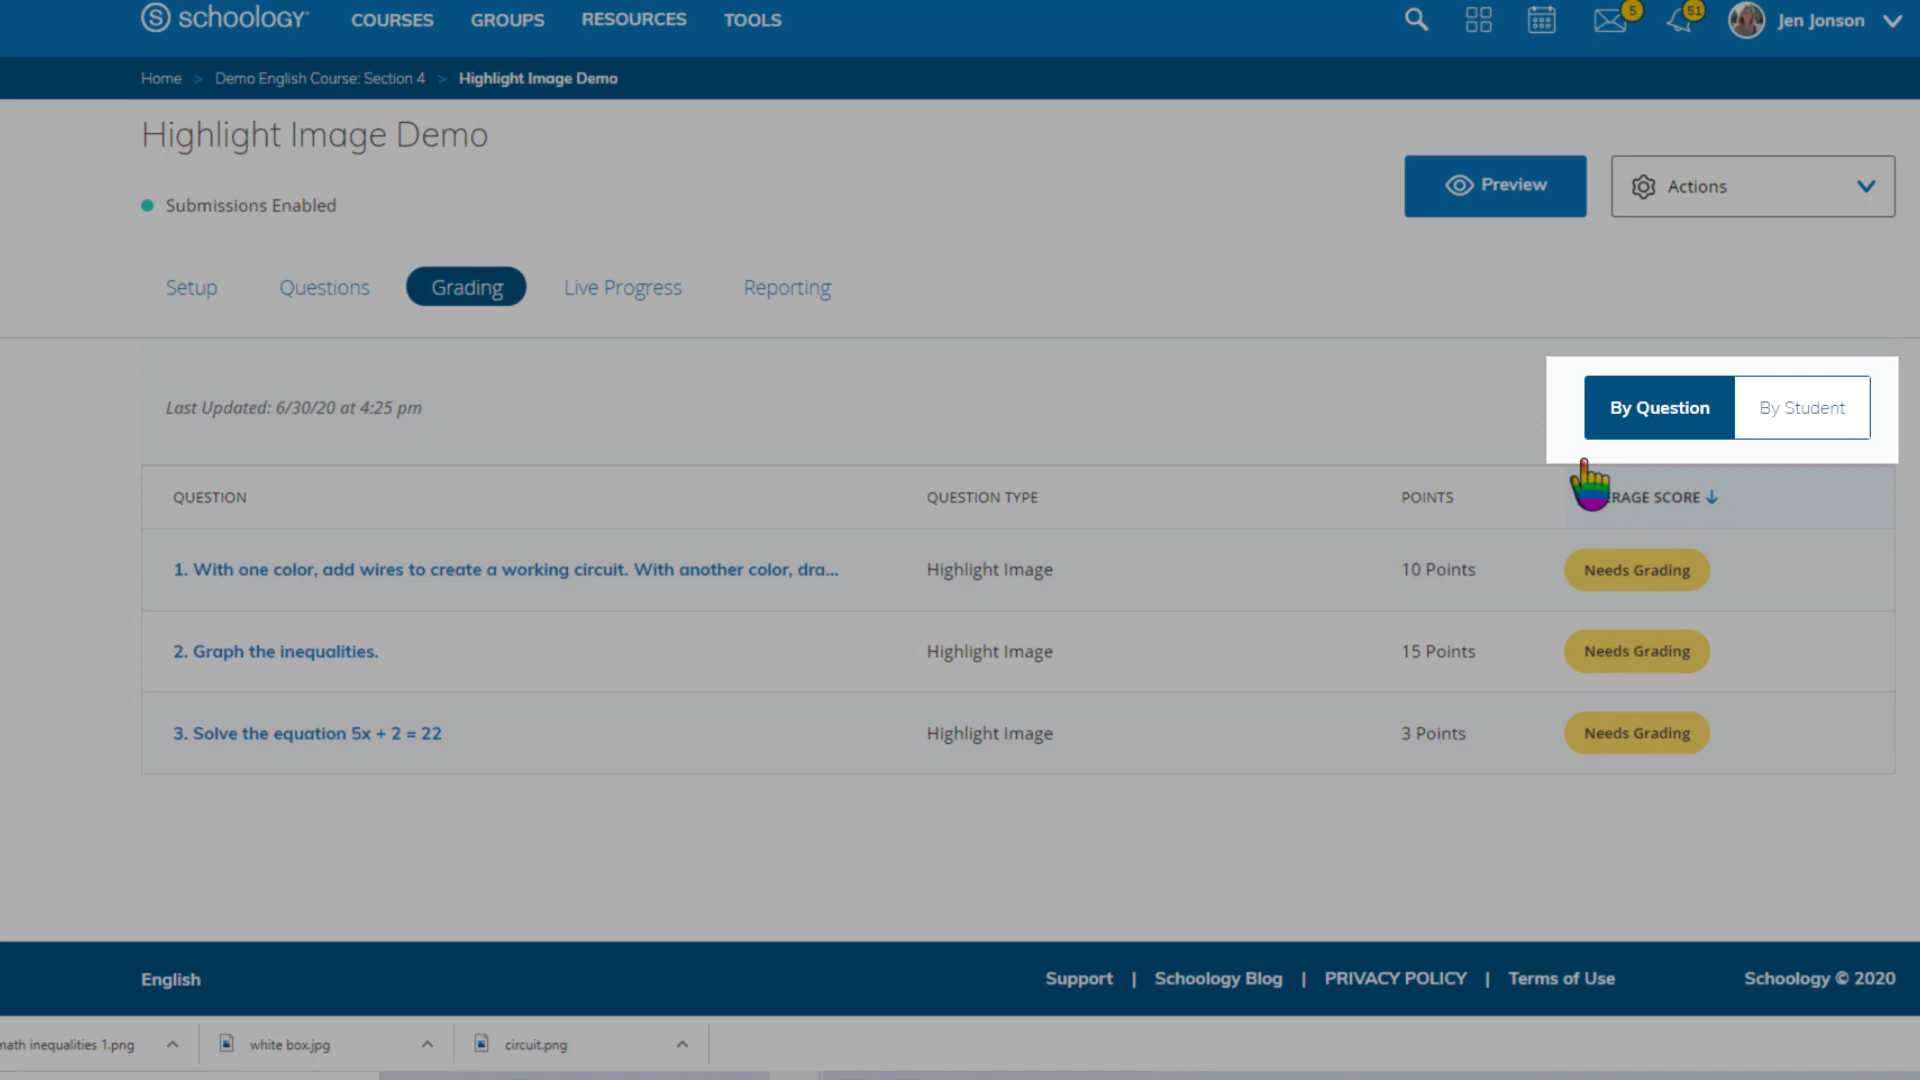 schoology
COURSES GROUPS RESOURCES TOOLS
5 51 Jen Jonson
Home > Demo English Course: Section 4 > Highlight Image Demo
Highlight Image Demo
Preview Actions
Submissions Enabled
Setup Questions Grading Live Progress Reporting
Last Updated: 6/30/20 at 4:25 pm
By Question By Student
QUESTION QUESTION TYPE POINTS SCORE
1. With one color, add wires to create a working circuit. With another color, dra... Highlight Image 10 Points Needs Grading
2. Graph the inequalities. Highlight Image 15 Points Needs Grading
3. Solve the equation 5x + 2 = 22 Highlight Image 3 Points Needs Grading
English Support | Schoology Blog | PRIVACY POLICY | Terms of Use Schoology © 2020
inequalities 1.png white box.jpg circuit.png